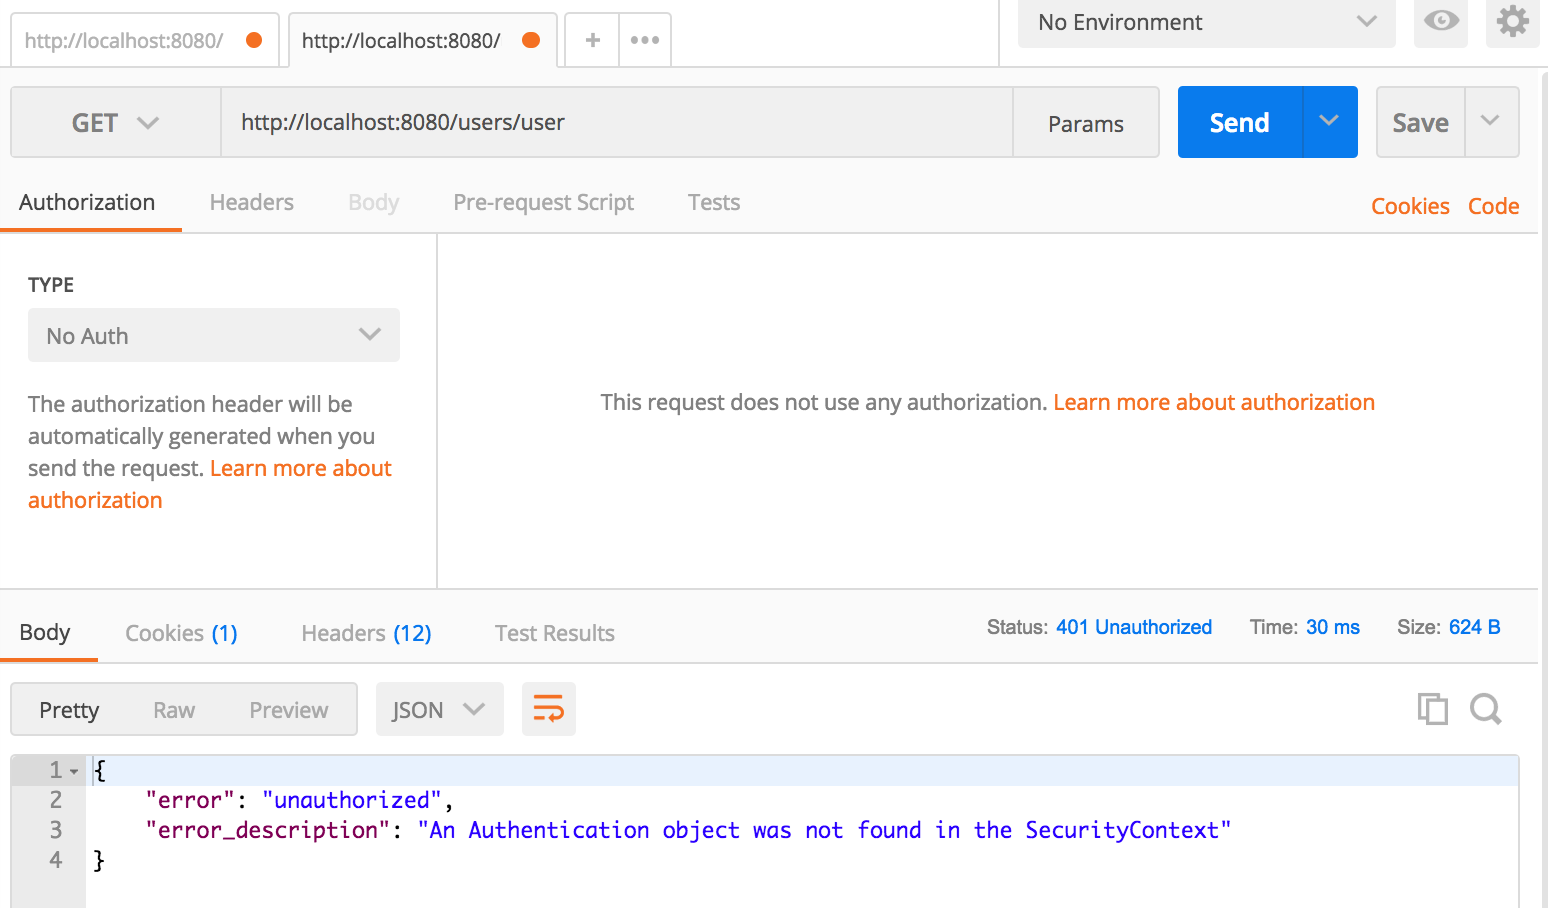 http://localhost:8080/
http://localhost:8080/
+
•••
No Environment
GET
http://localhost:8080/users/user
Params
Send
Save
Authorization
Headers
Body
Pre-request Script
Tests
Cookies
Code
TYPE
No Auth
The authorization header will be
automatically generated when you
send the request. Learn more about
authorization
This request does not use any authorization. Learn more about authorization
Body
Cookies (1)
Headers (12)
Test Results
Status: 401 Unauthorized
Time: 30 ms
Size: 624 B
Pretty
Raw
Preview
JSON
1 {
2 "error": "unauthorized",
3 "error_description": "An Authentication object was not found in the SecurityContext"
4 }